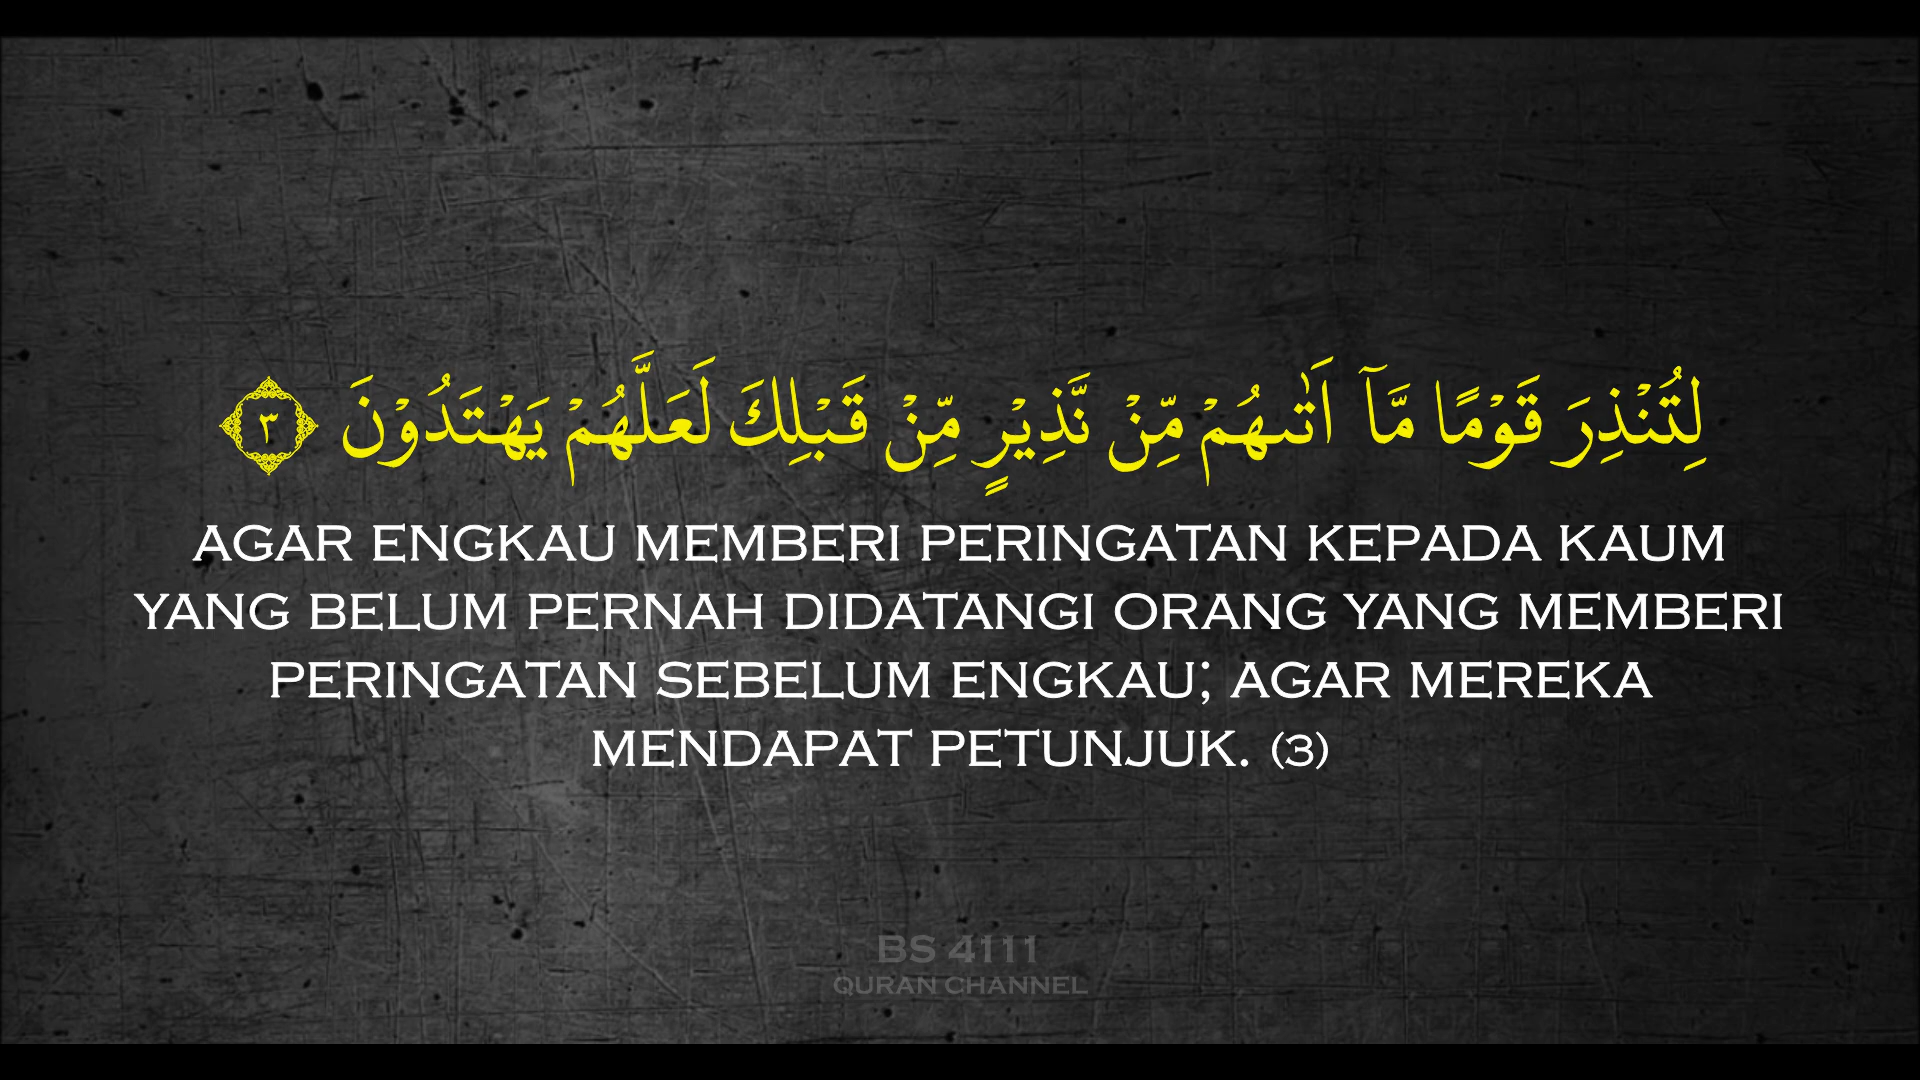 لِتُنْذِرَ قَوْمًا مَّآ اَتٰىهُمْ مِّنْ نَّذِيْرٍ مِّنْ قَبْلِكَ لَعَلَّهُمْ يَهْتَدُوْنَ ٣
AGAR ENGKAU MEMBERI PERINGATAN KEPADA KAUM
YANG BELUM PERNAH DIDATANGI ORANG YANG MEMBERI
PERINGATAN SEBELUM ENGKAU; AGAR MEREKA
MENDAPAT PETUNJUK. (3)
BS 4111
QURAN CHANNEL